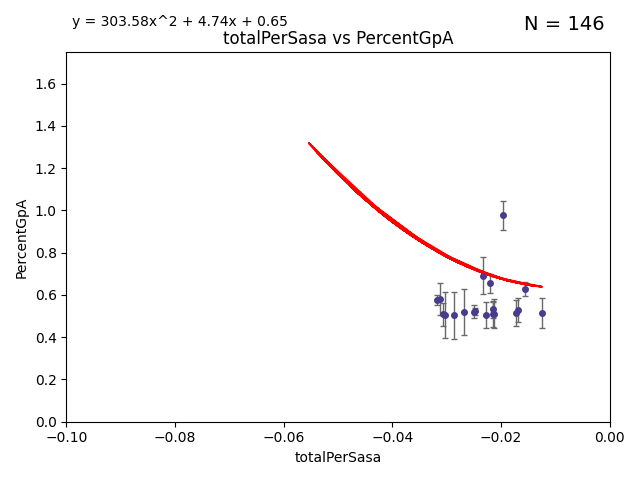 y = 303.58x^2 + 4.74x + 0.65
N = 146
totalPerSasa vs PercentGpA
PercentGpA
1.6
1.4
1.2
1.0
0.8
0.6
0.4
0.2
0.0
−0.10 −0.08 −0.06 −0.04 −0.02 0.00
totalPerSasa